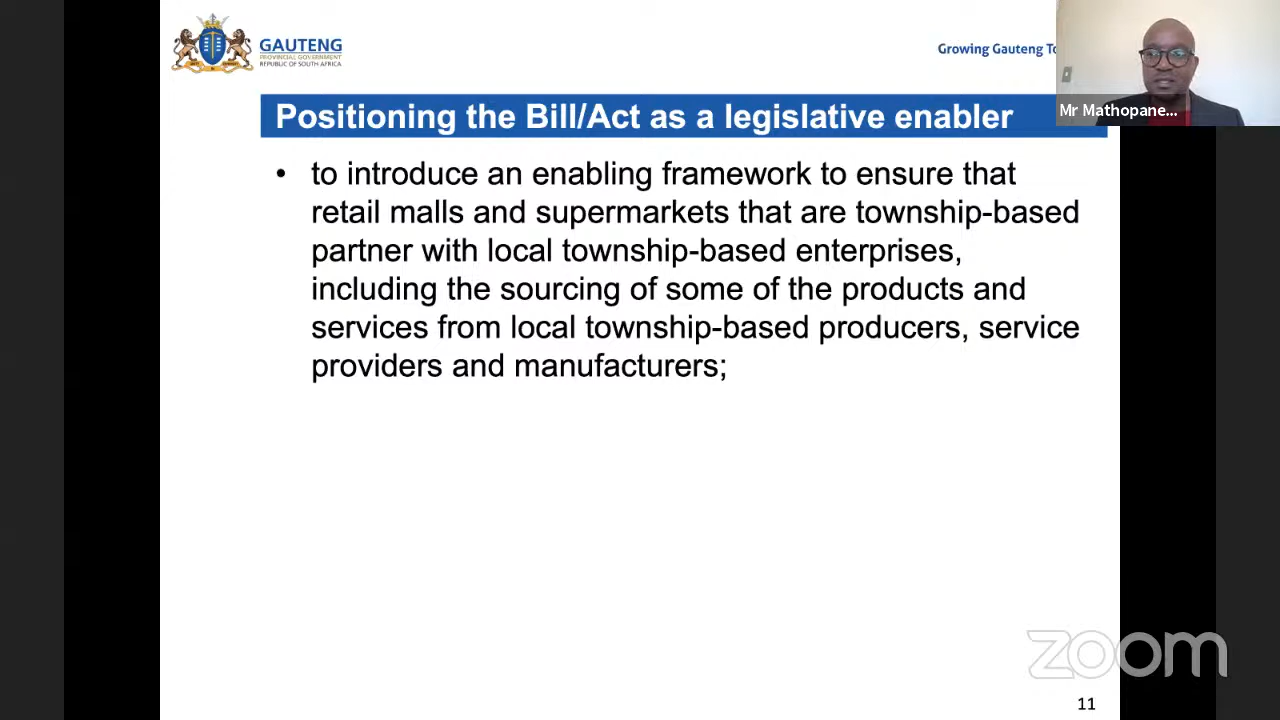 GAUTENG
PROVINCIAL GOVERNMENT
REPUBLIC OF SOUTH AFRICA
Growing Gauteng To
Mr Mathopane...
Positioning the Bill/Act as a legislative enabler
• to introduce an enabling framework to ensure that
retail malls and supermarkets that are township-based
partner with local township-based enterprises,
including the sourcing of some of the products and
services from local township-based producers, service
providers and manufacturers;
zoom
11